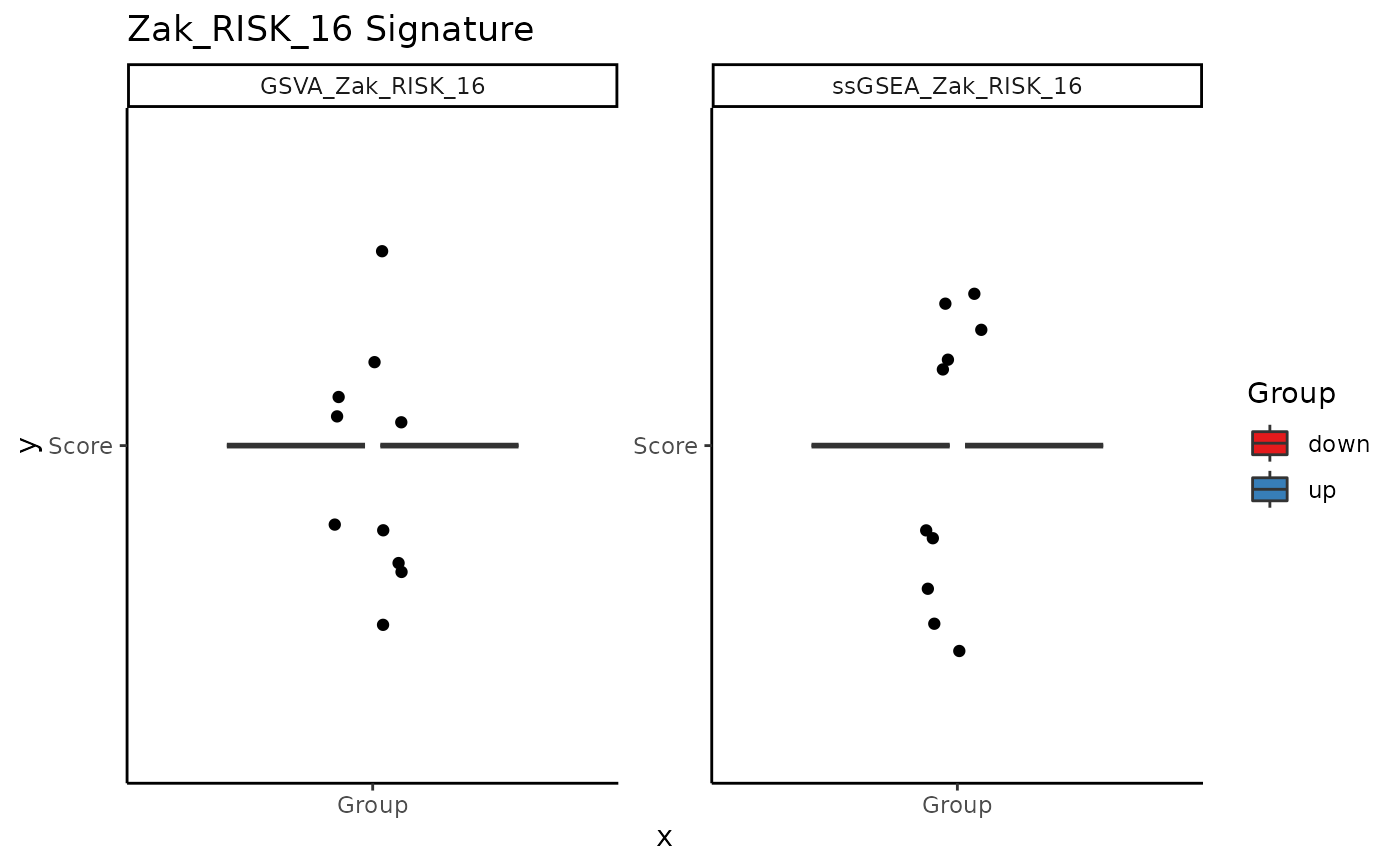 Zak_RISK_16 Signature
GSVA_Zak_RISK_16
ssGSEA_Zak_RISK_16
y
Score
Score
Group
down
up
Group
Group
x